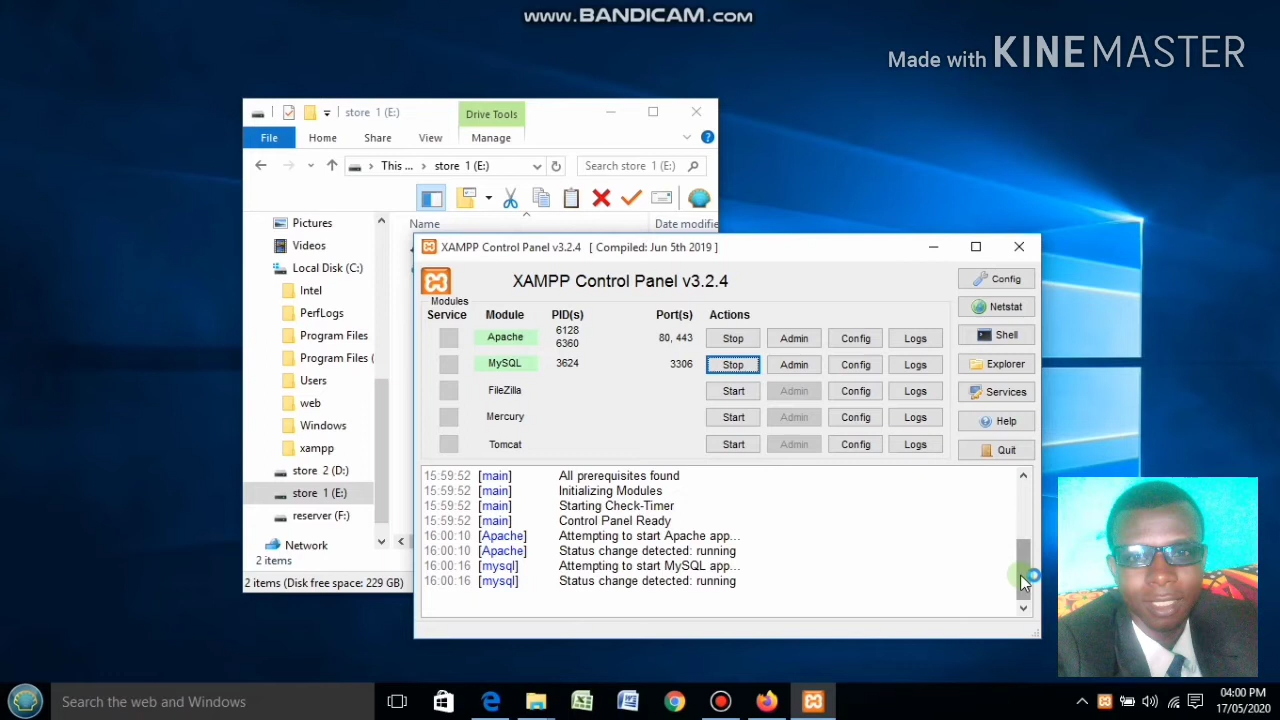 www.BANDICAM.com
Made with KINEMASTER
store 1 (E:)
Drive Tools
File
Home
Share
View
Manage
This ...
store 1 (E:)
Search store 1 (E:)
Name
Date modifie
Pictures
Videos
Local Disk (C:)
Intel
PerfLogs
Program Files
Program Files (
Users
web
Windows
xampp
store 2 (D:)
store 1 (E:)
reserver (F:)
Network
2 items
2 items (Disk free space: 229 GB)
XAMPP Control Panel v3.2.4 [ Compiled: Jun 5th 2019 ]
XAMPP Control Panel v3.2.4
Config
Netstat
Shell
Explorer
Services
Help
Quit
Modules
Service Module PID(s) Port(s) Actions
Apache 6128 6360 80, 443 Stop Admin Config Logs
MySQL 3624 3306 Stop Admin Config Logs
FileZilla Start Admin Config Logs
Mercury Start Admin Config Logs
Tomcat Start Admin Config Logs
15:59:52 [main] All prerequisites found
15:59:52 [main] Initializing Modules
15:59:52 [main] Starting Check-Timer
15:59:52 [main] Control Panel Ready
16:00:10 [Apache] Attempting to start Apache app...
16:00:10 [Apache] Status change detected: running
16:00:16 [mysql] Attempting to start MySQL app...
16:00:16 [mysql] Status change detected: running
Search the web and Windows
04:00 PM
17/05/2020